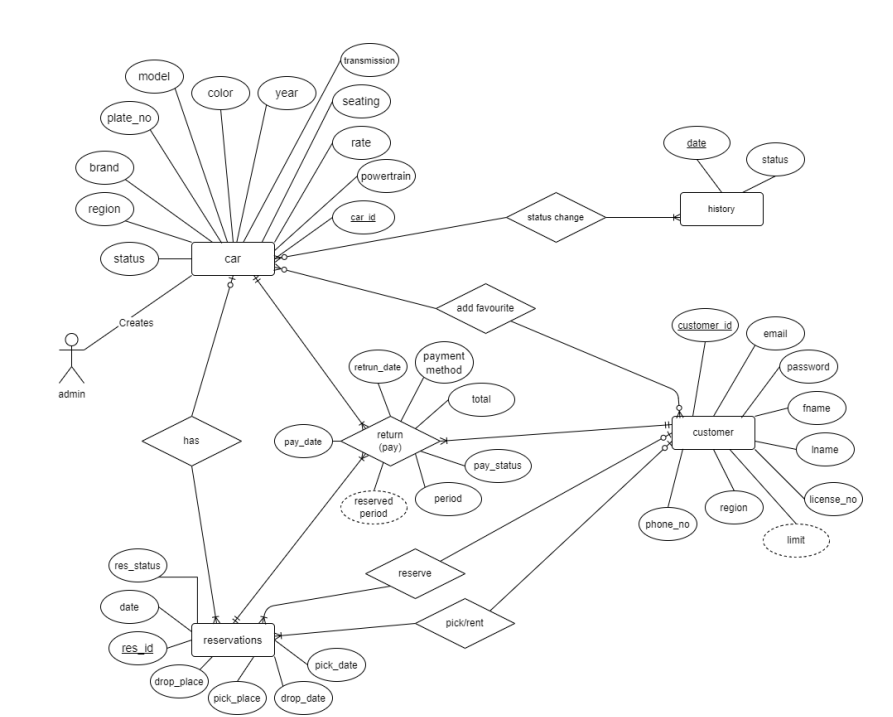 transmission
model
color
year
seating
plate_no
rate
brand
powertrain
region
car_id
status
car
Creates
admin
date
status
status change
history
add favourite
customer_id
email
password
fname
lname
license_no
limit
region
phone_no
customer
retrun_date
payment
method
total
pay_date
return
(pay)
pay_status
reserved
period
period
has
reserve
pick/rent
res_status
date
res_id
reservations
drop_place
pick_place
drop_date
pick_date